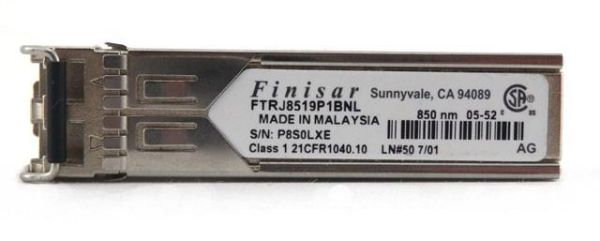 Finisar Sunnyvale, CA 94089
FTRJ8519P1BNL
MADE IN MALAYSIA 850 nm 05-52
S/N: P8S0LXE
Class 1 21CFR1040.10 LN#50 7/01
SA
AG